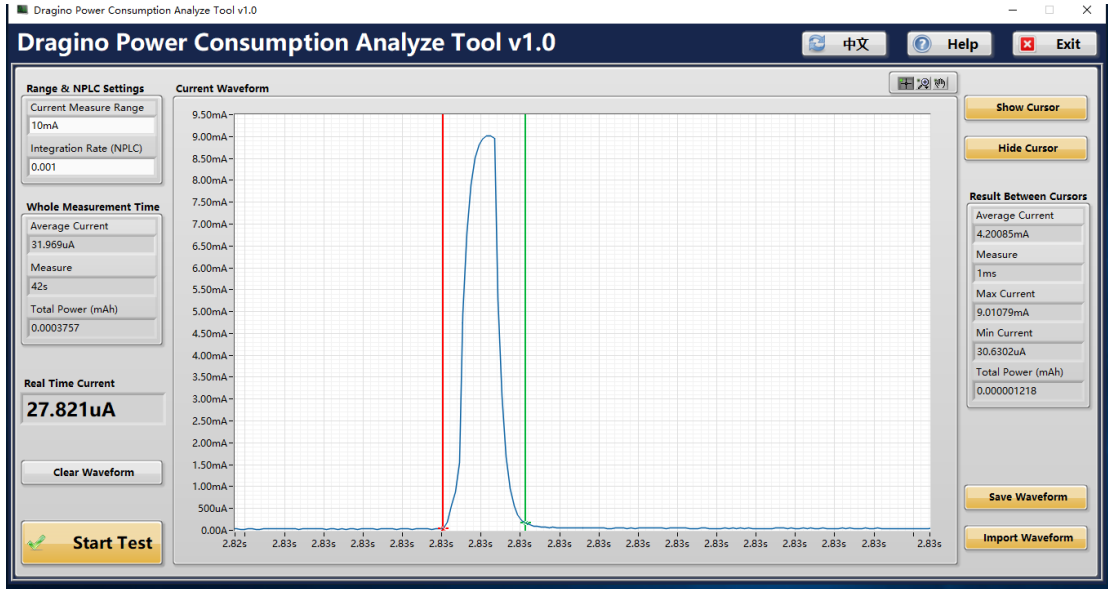 Dragino Power Consumption Analyze Tool v1.0
Dragino Power Consumption Analyze Tool v1.0
中文
Help
Exit
Range & NPLC Settings
Current Measure Range
10mA
Integration Rate (NPLC)
0.001
Whole Measurement Time
Average Current
31.969uA
Measure
42s
Total Power (mAh)
0.0003757
Real Time Current
27.821uA
Clear Waveform
Start Test
Current Waveform
9.50mA
9.00mA
8.50mA
8.00mA
7.50mA
7.00mA
6.50mA
6.00mA
5.50mA
5.00mA
4.50mA
4.00mA
3.50mA
3.00mA
2.50mA
2.00mA
1.50mA
1.00mA
500uA
0.00A
2.82s 2.83s 2.83s 2.83s 2.83s 2.83s 2.83s 2.83s 2.83s 2.83s 2.83s 2.83s 2.83s 2.83s 2.83s 2.83s 2.83s 2.83s
Show Cursor
Hide Cursor
Result Between Cursors
Average Current
4.20085mA
Measure
1ms
Max Current
9.01079mA
Min Current
30.6302uA
Total Power (mAh)
0.000001218
Save Waveform
Import Waveform